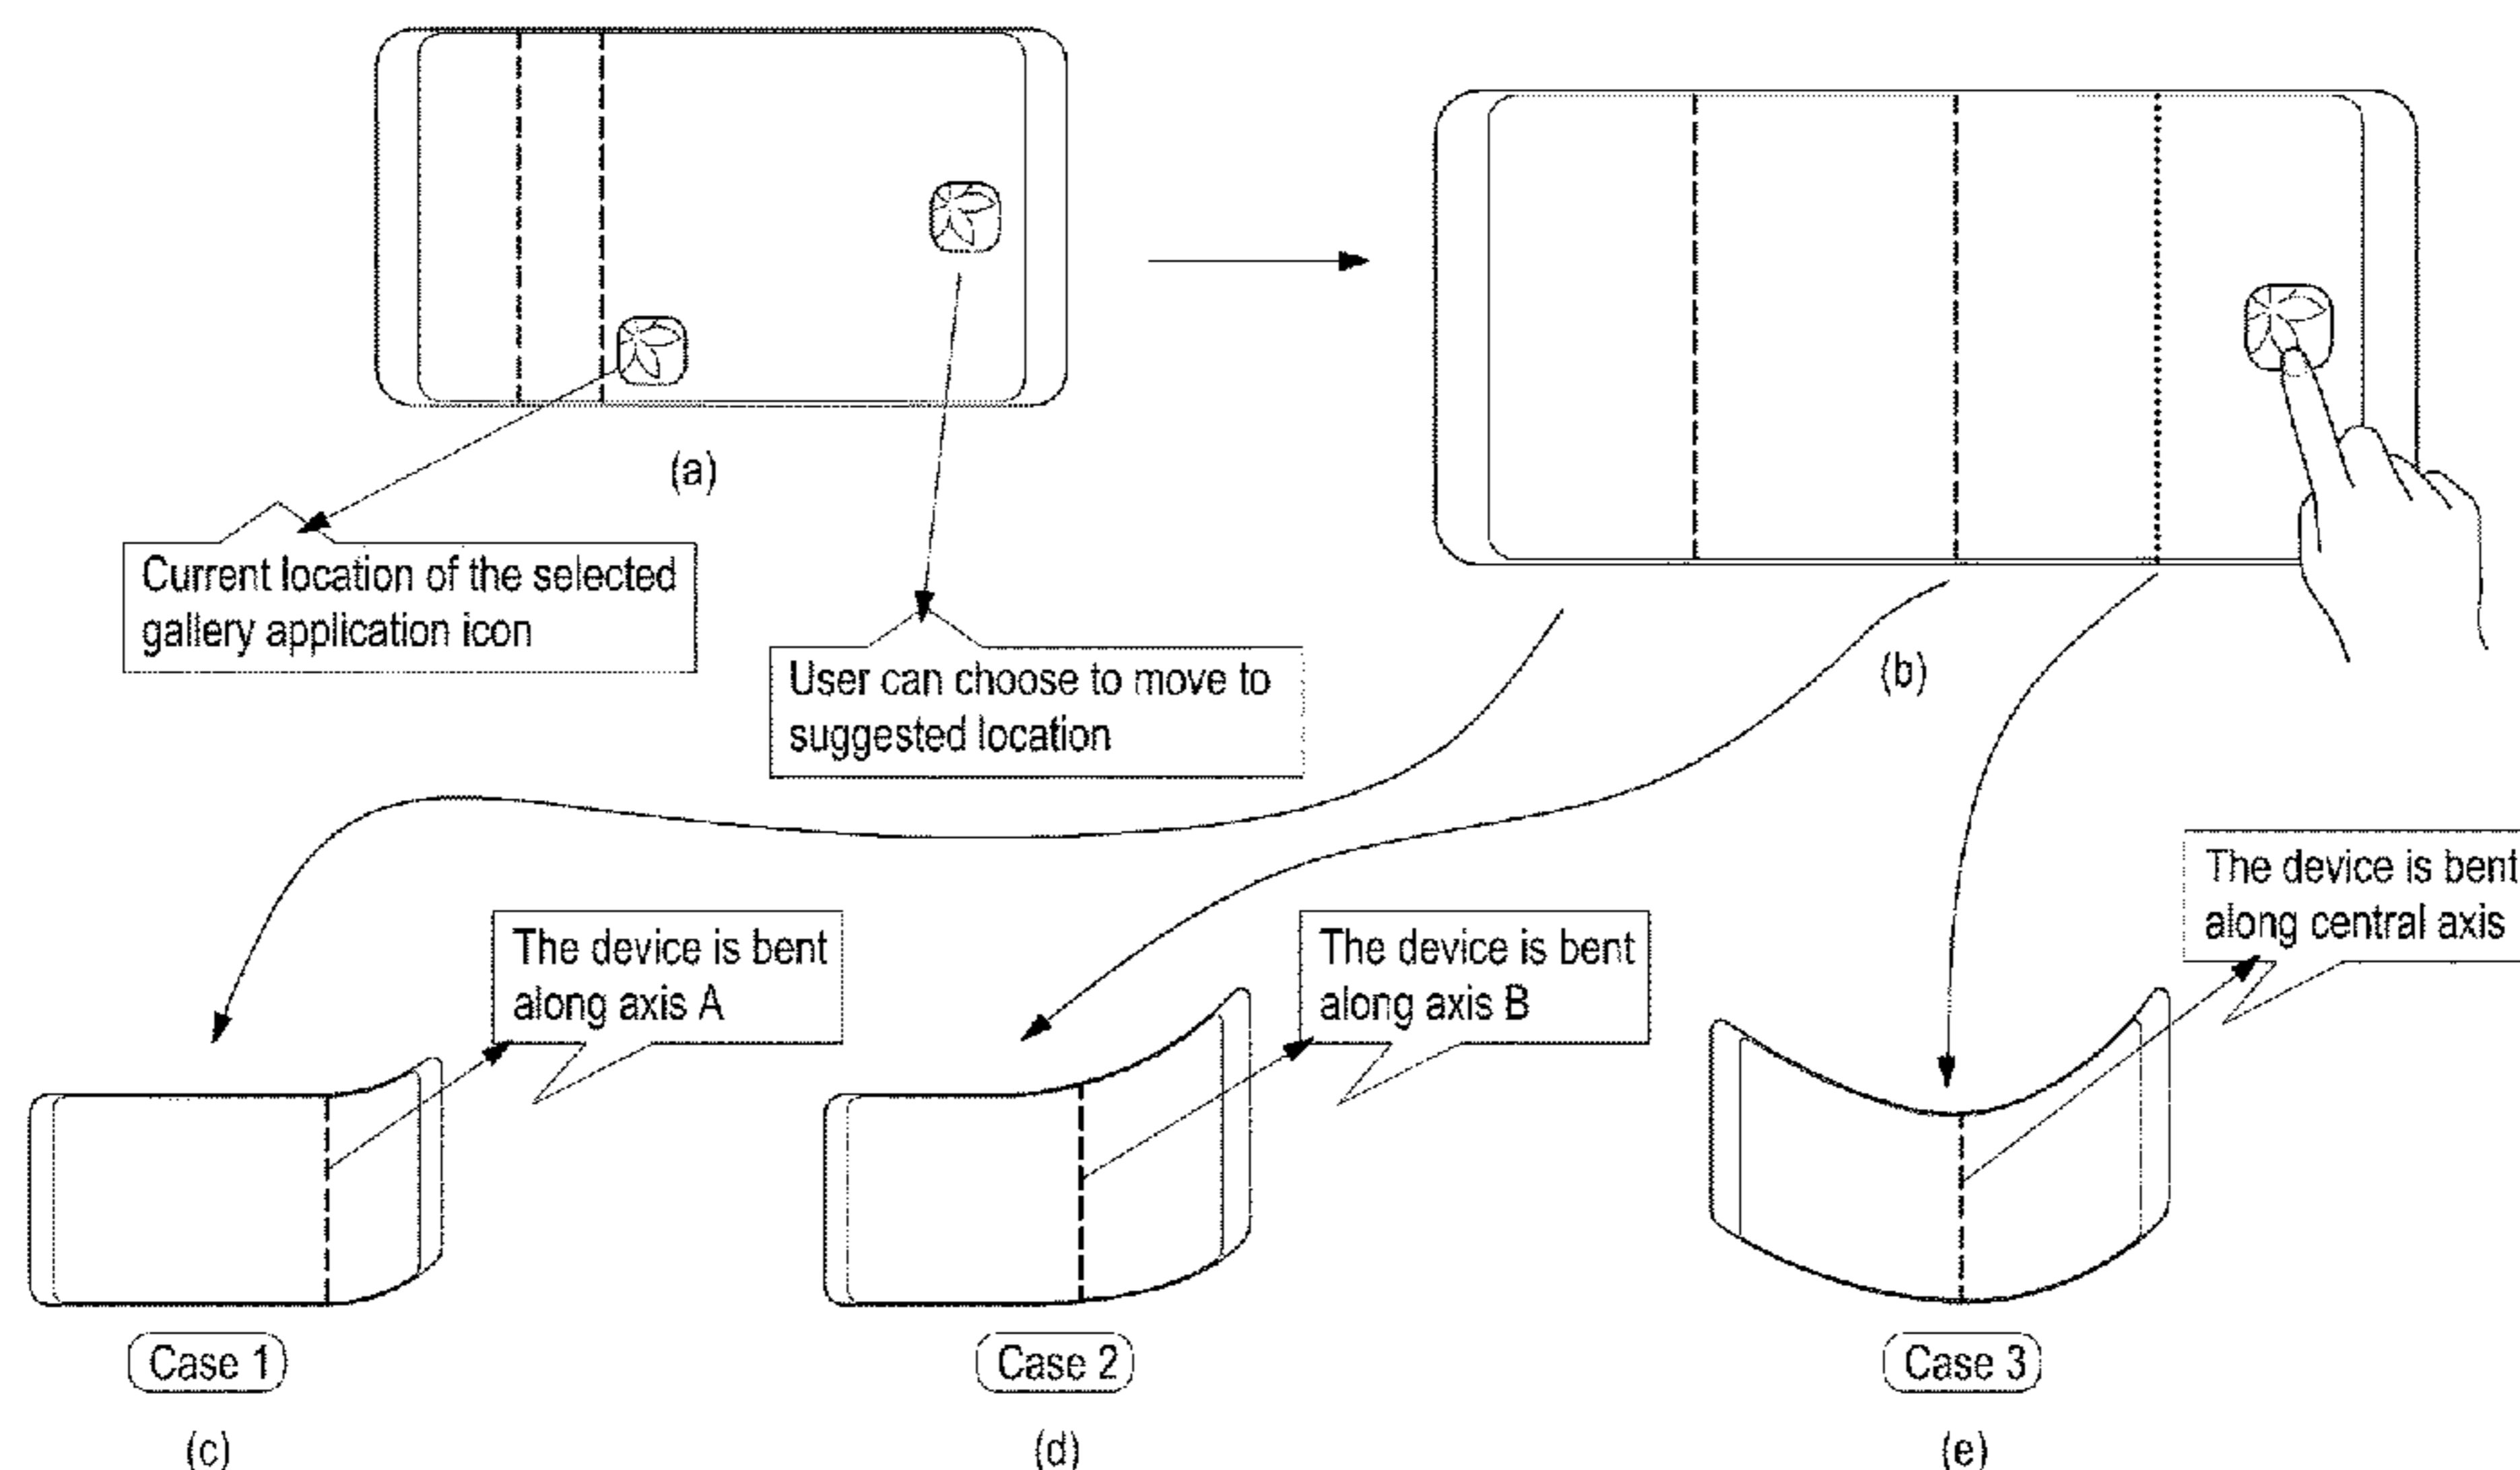 (a)
Current location of the selected
gallery application icon
User can choose to move to
suggested location
(b)
The device is bent
along axis A
The device is bent
along axis B
The device is bent
along central axis
Case 1
Case 2
Case 3
(c)
(d)
(e)